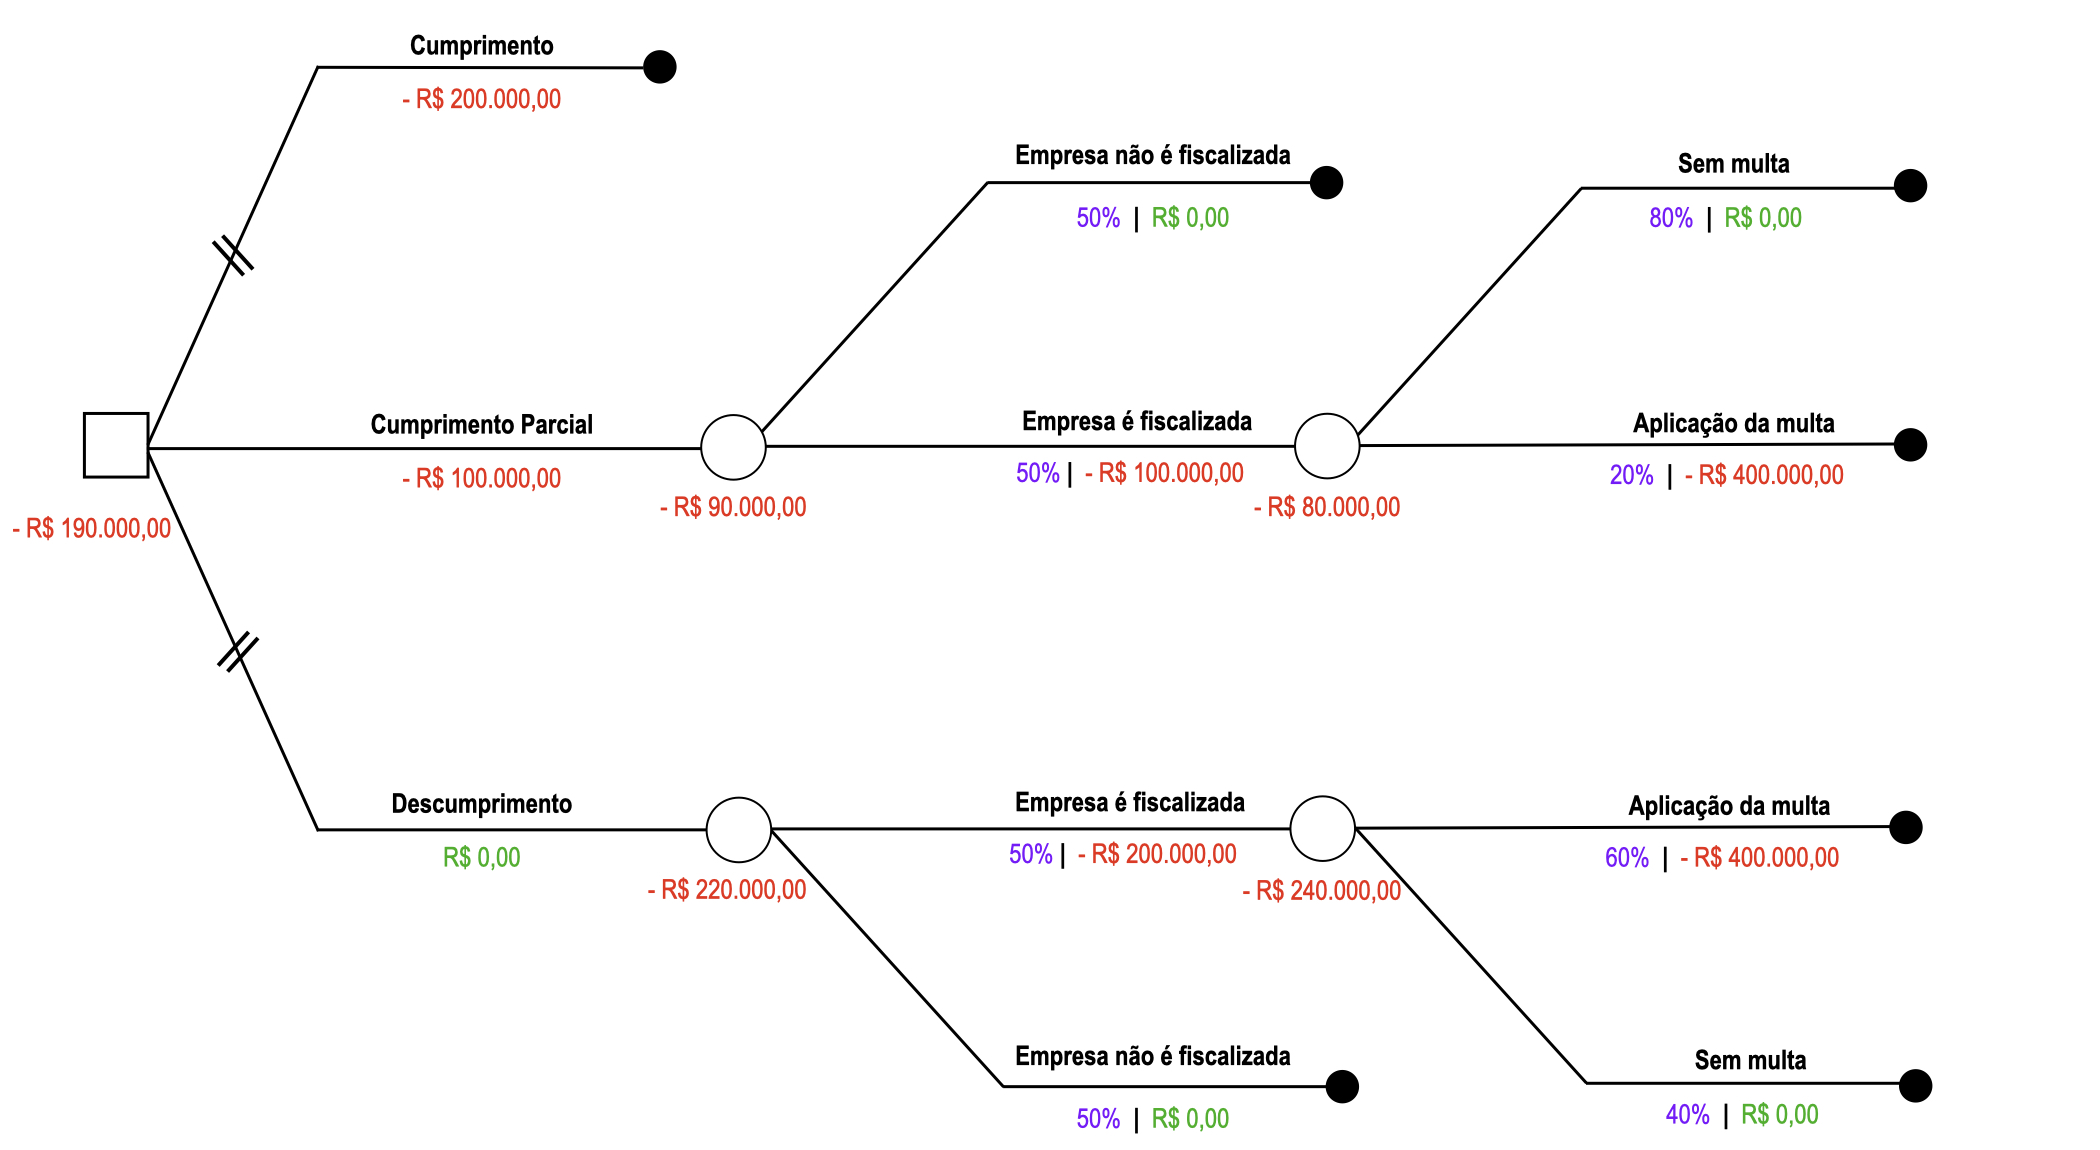 Cumprimento
- R$ 200.000,00
Empresa não é fiscalizada
50% | R$ 0,00
Sem multa
80% | R$ 0,00
Cumprimento Parcial
- R$ 100.000,00
Empresa é fiscalizada
50% | - R$ 100.000,00
Aplicação da multa
20% | - R$ 400.000,00
- R$ 90.000,00
- R$ 80.000,00
- R$ 190.000,00
Descumprimento
R$ 0,00
Empresa é fiscalizada
50% | - R$ 200.000,00
Aplicação da multa
60% | - R$ 400.000,00
- R$ 220.000,00
- R$ 240.000,00
Empresa não é fiscalizada
50% | R$ 0,00
Sem multa
40% | R$ 0,00